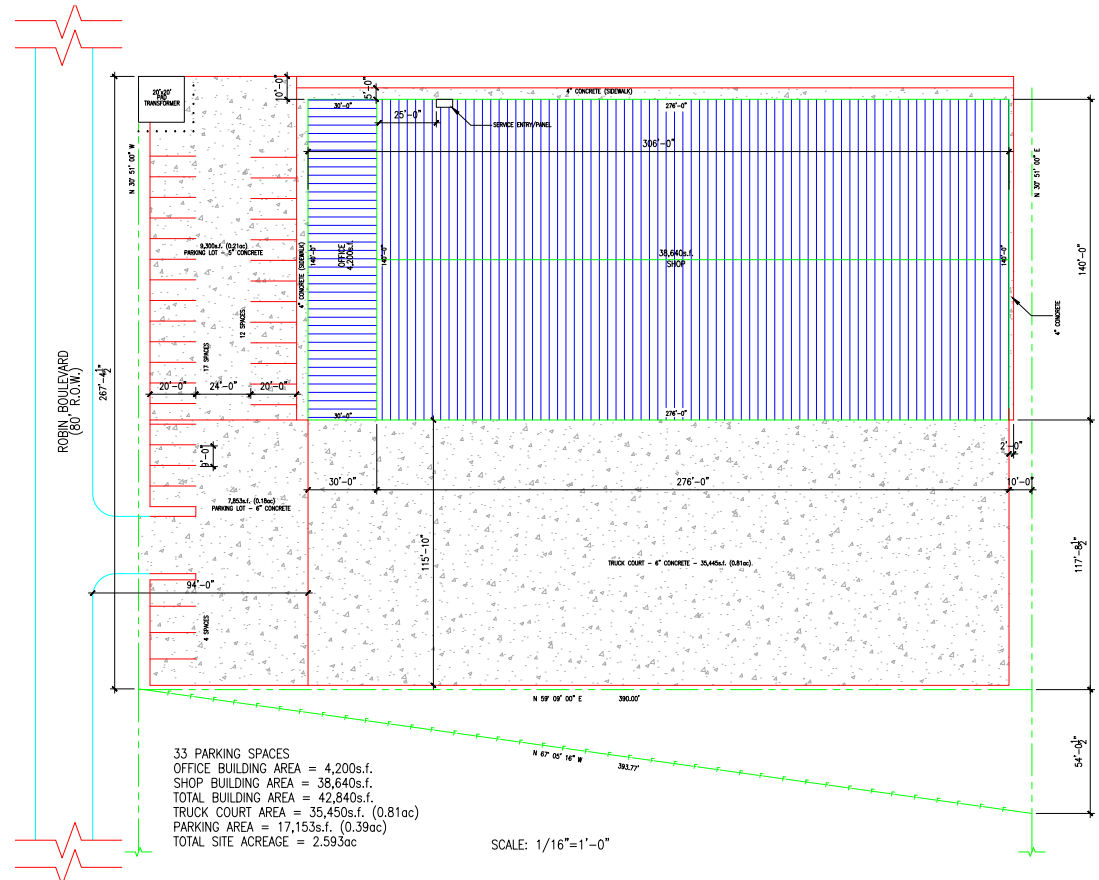 20'x20'
PAD
TRANSFORMER
10'-0"
5'-0"
4" CONCRETE (SIDEWALK)
30'-0"
276'-0"
25'-0"
SERVICE ENTRY/PANEL
306'-0"
N 30° 51' 00" W
N 30° 51' 00" E
9,300s.f. (0.21ac)
PARKING LOT - 5" CONCRETE
4" CONCRETE (SIDEWALK)
140'-0"
OFFICE
4,200s.f.
140'-0"
38,640s.f.
SHOP
140'-0"
140'-0"
4" CONCRETE
12 SPACES
17 SPACES
ROBIN BOULEVARD
(80' R.O.W.)
267'-4½"
20'-0"
24'-0"
20'-0"
30'-0"
276'-0"
9'-0"
2'-0"
30'-0"
276'-0"
10'-0"
7,853s.f. (0.18ac)
PARKING LOT - 6" CONCRETE
115'-10"
TRUCK COURT - 6" CONCRETE - 35,445s.f. (0.81ac)
117'-8½"
94'-0"
4 SPACES
N 59° 09' 00" E
390.00'
N 67° 05' 16" W
393.77'
54'-0½"
33 PARKING SPACES
OFFICE BUILDING AREA = 4,200s.f.
SHOP BUILDING AREA = 38,640s.f.
TOTAL BUILDING AREA = 42,840s.f.
TRUCK COURT AREA = 35,450s.f. (0.81ac)
PARKING AREA = 17,153s.f. (0.39ac)
TOTAL SITE ACREAGE = 2.593ac
SCALE: 1/16"=1'-0"